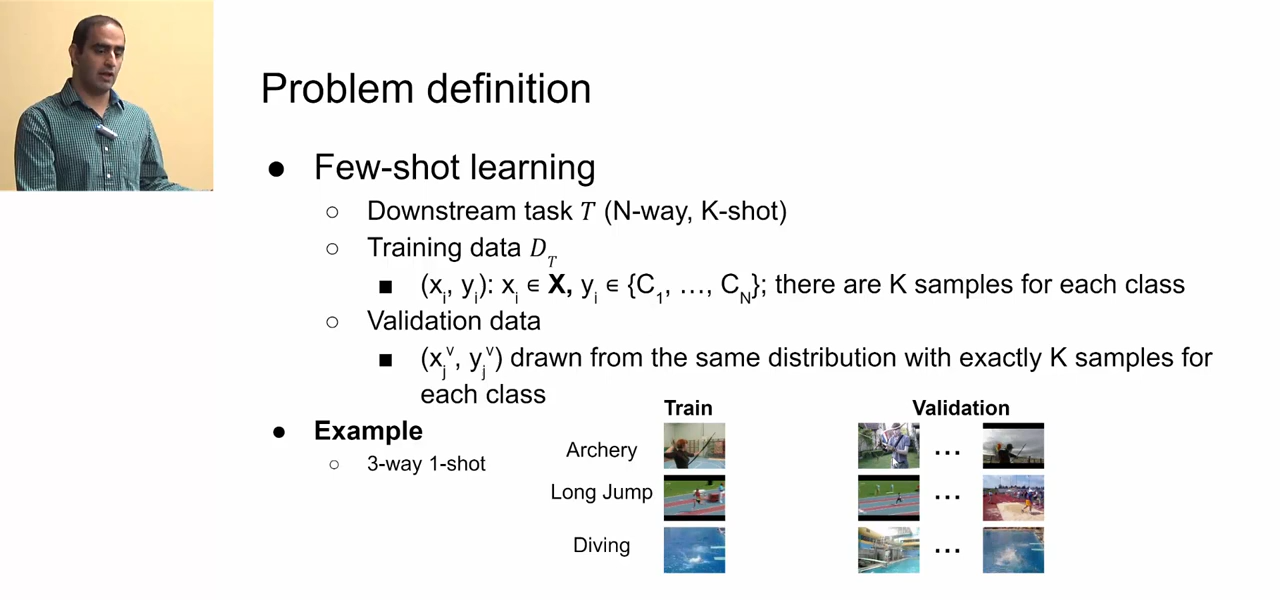 Problem definition
● Few-shot learning
○ Downstream task T (N-way, K-shot)
○ Training data D_T
■ (x_i, y_i): x_i ∈ X, y_i ∈ {C_1, …, C_N}; there are K samples for each class
○ Validation data
■ (x_j^v, y_j^v) drawn from the same distribution with exactly K samples for
each class
● Example
○ 3-way 1-shot
Train Validation
Archery ...
Long Jump ...
Diving ...